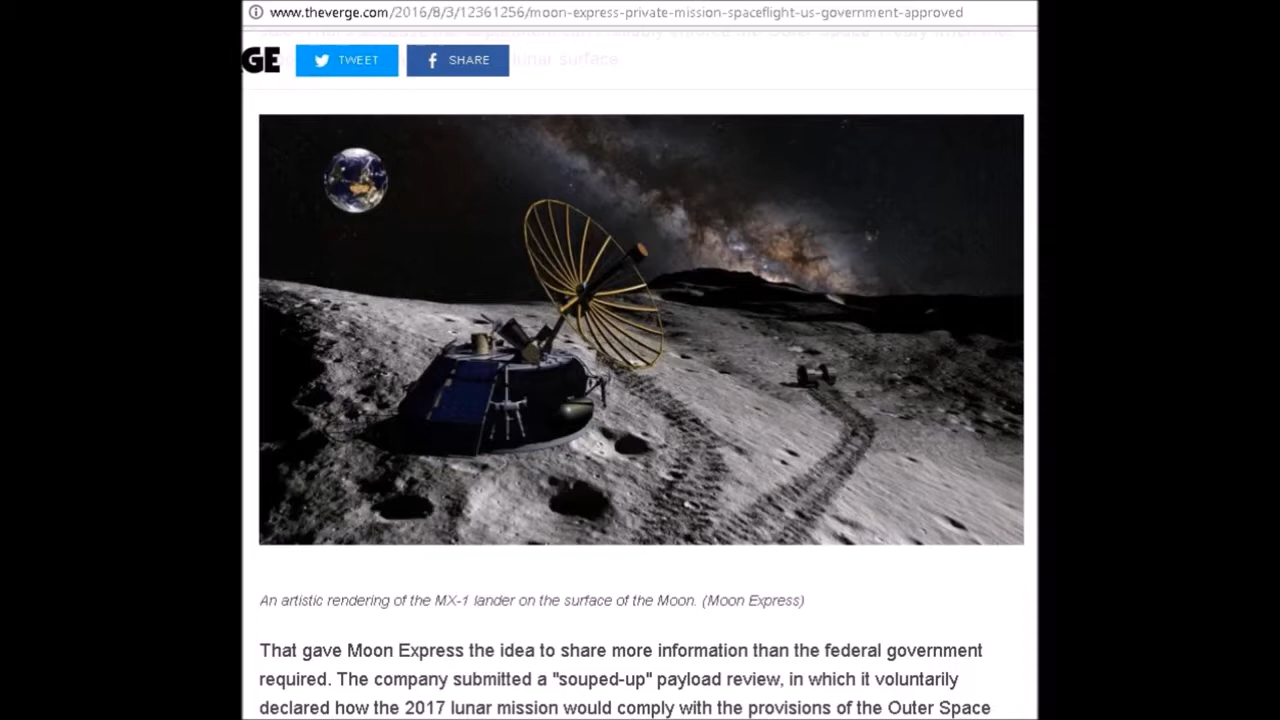 www.theverge.com/2016/8/3/12361256/moon-express-private-mission-spaceflight-us-government-approved
GE TWEET SHARE lunar surface.
An artistic rendering of the MX-1 lander on the surface of the Moon. (Moon Express)
That gave Moon Express the idea to share more information than the federal government
required. The company submitted a "souped-up" payload review, in which it voluntarily
declared how the 2017 lunar mission would comply with the provisions of the Outer Space